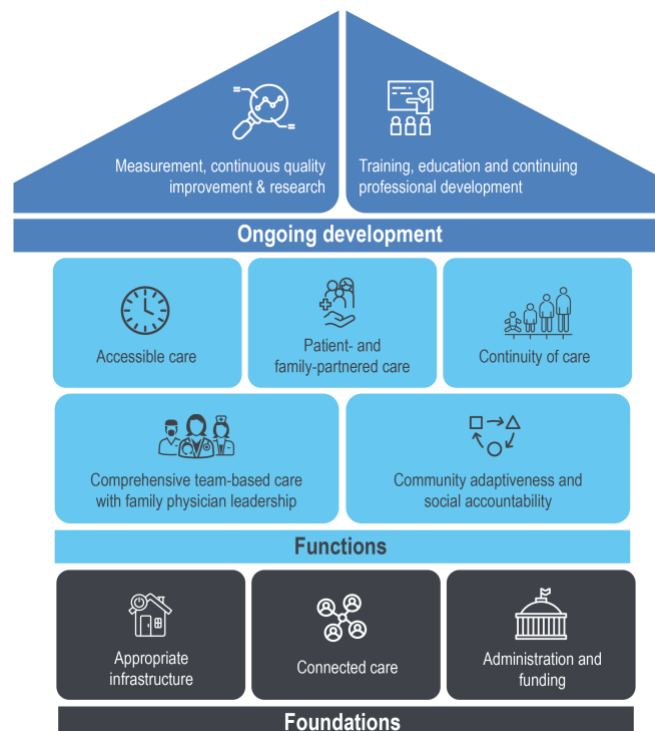 Measurement, continuous quality
improvement & research
Training, education and continuing
professional development
Ongoing development
Accessible care
Patient- and
family-partnered care
Continuity of care
Comprehensive team-based care
with family physician leadership
Community adaptiveness and
social accountability
Functions
Appropriate
infrastructure
Connected care
Administration and
funding
Foundations